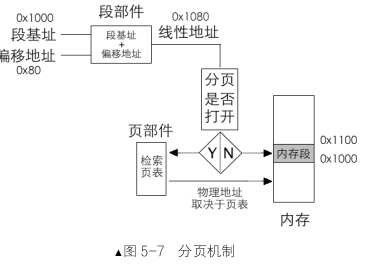 段部件
0x1000
段基址
偏移地址
0x80
段基址
+
偏移地址
0x1080
线性地址
分页
是否
打开
页部件
Y N
检索
页表
物理地址
取决于页表
0x1100
内存段
0x1000
内存
▲图 5-7 分页机制